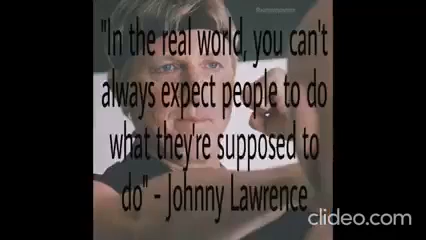 "In the real world, you can't
always expect people to do
what they're supposed to
do" - Johnny Lawrence
clideo.com